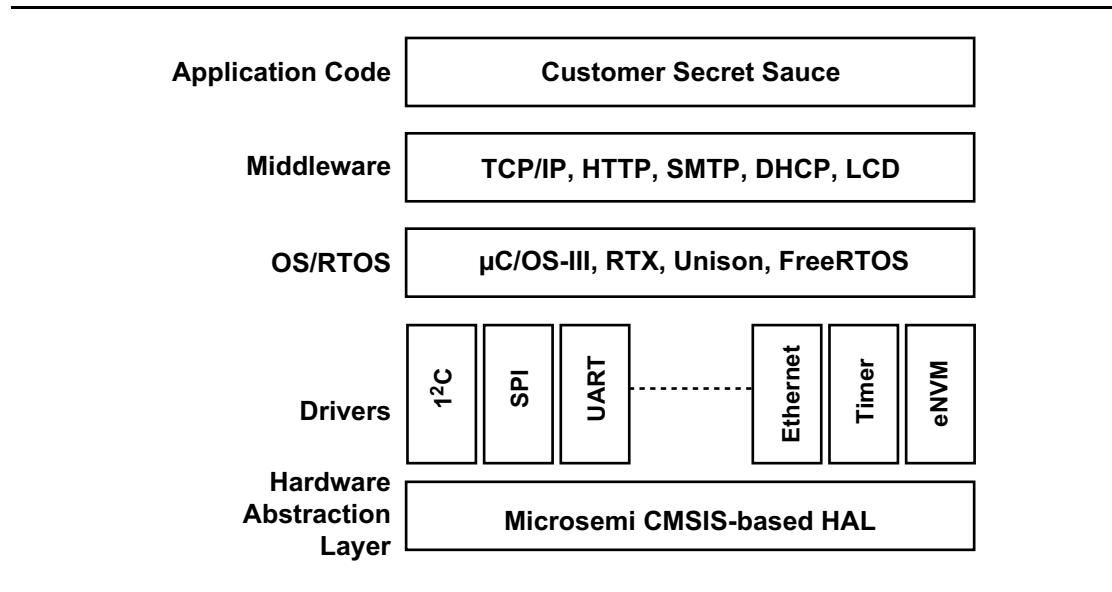 Application Code
Customer Secret Sauce
Middleware
TCP/IP, HTTP, SMTP, DHCP, LCD
OS/RTOS
µC/OS-III, RTX, Unison, FreeRTOS
Drivers
1²C
SPI
UART
Ethernet
Timer
eNVM
Hardware
Abstraction
Layer
Microsemi CMSIS-based HAL